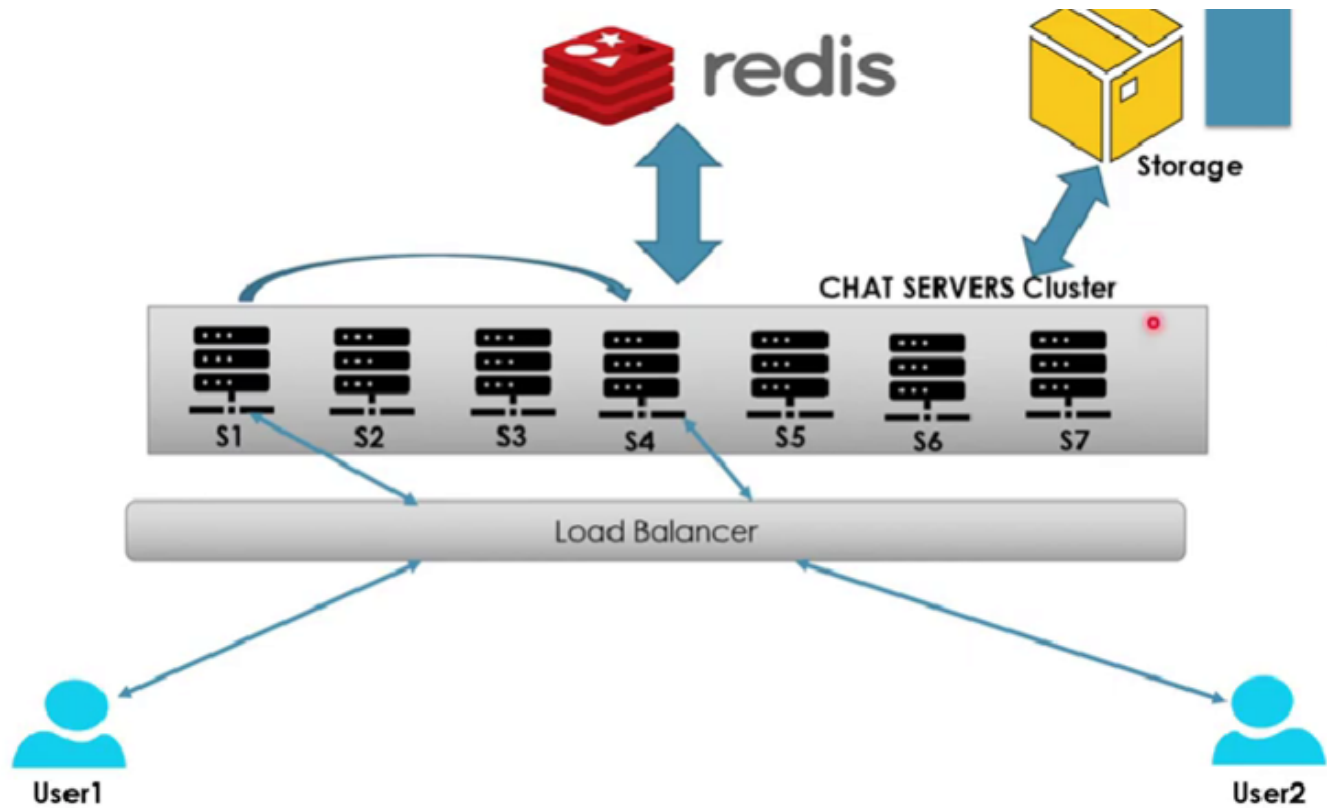 redis
Storage
CHAT SERVERS Cluster
S1
S2
S3
S4
S5
S6
S7
Load Balancer
User1
User2